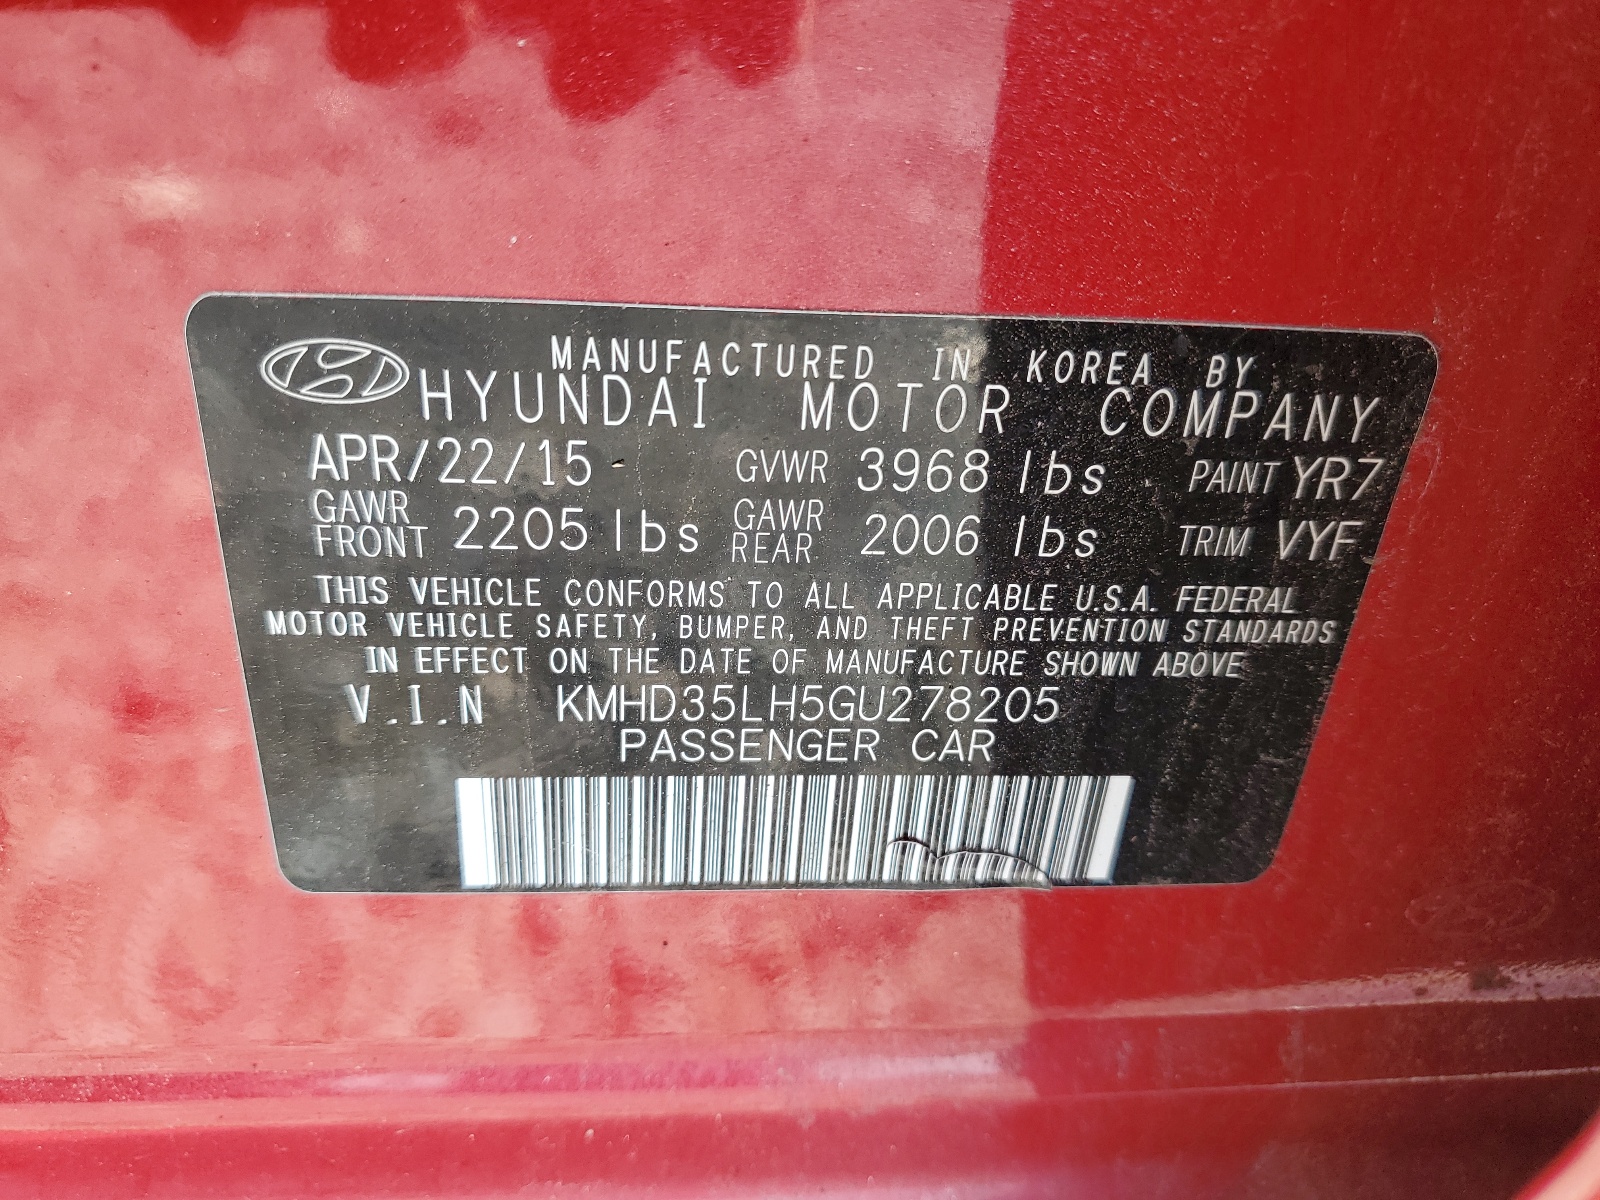 MANUFACTURED IN KOREA BY
HYUNDAI MOTOR COMPANY
APR/22/15 GVWR 3968 lbs PAINT YR7
GAWR FRONT 2205 lbs GAWR REAR 2006 lbs TRIM VYF
THIS VEHICLE CONFORMS TO ALL APPLICABLE U.S.A. FEDERAL
MOTOR VEHICLE SAFETY, BUMPER, AND THEFT PREVENTION STANDARDS
IN EFFECT ON THE DATE OF MANUFACTURE SHOWN ABOVE
V.I.N KMHD35LH5GU278205
PASSENGER CAR